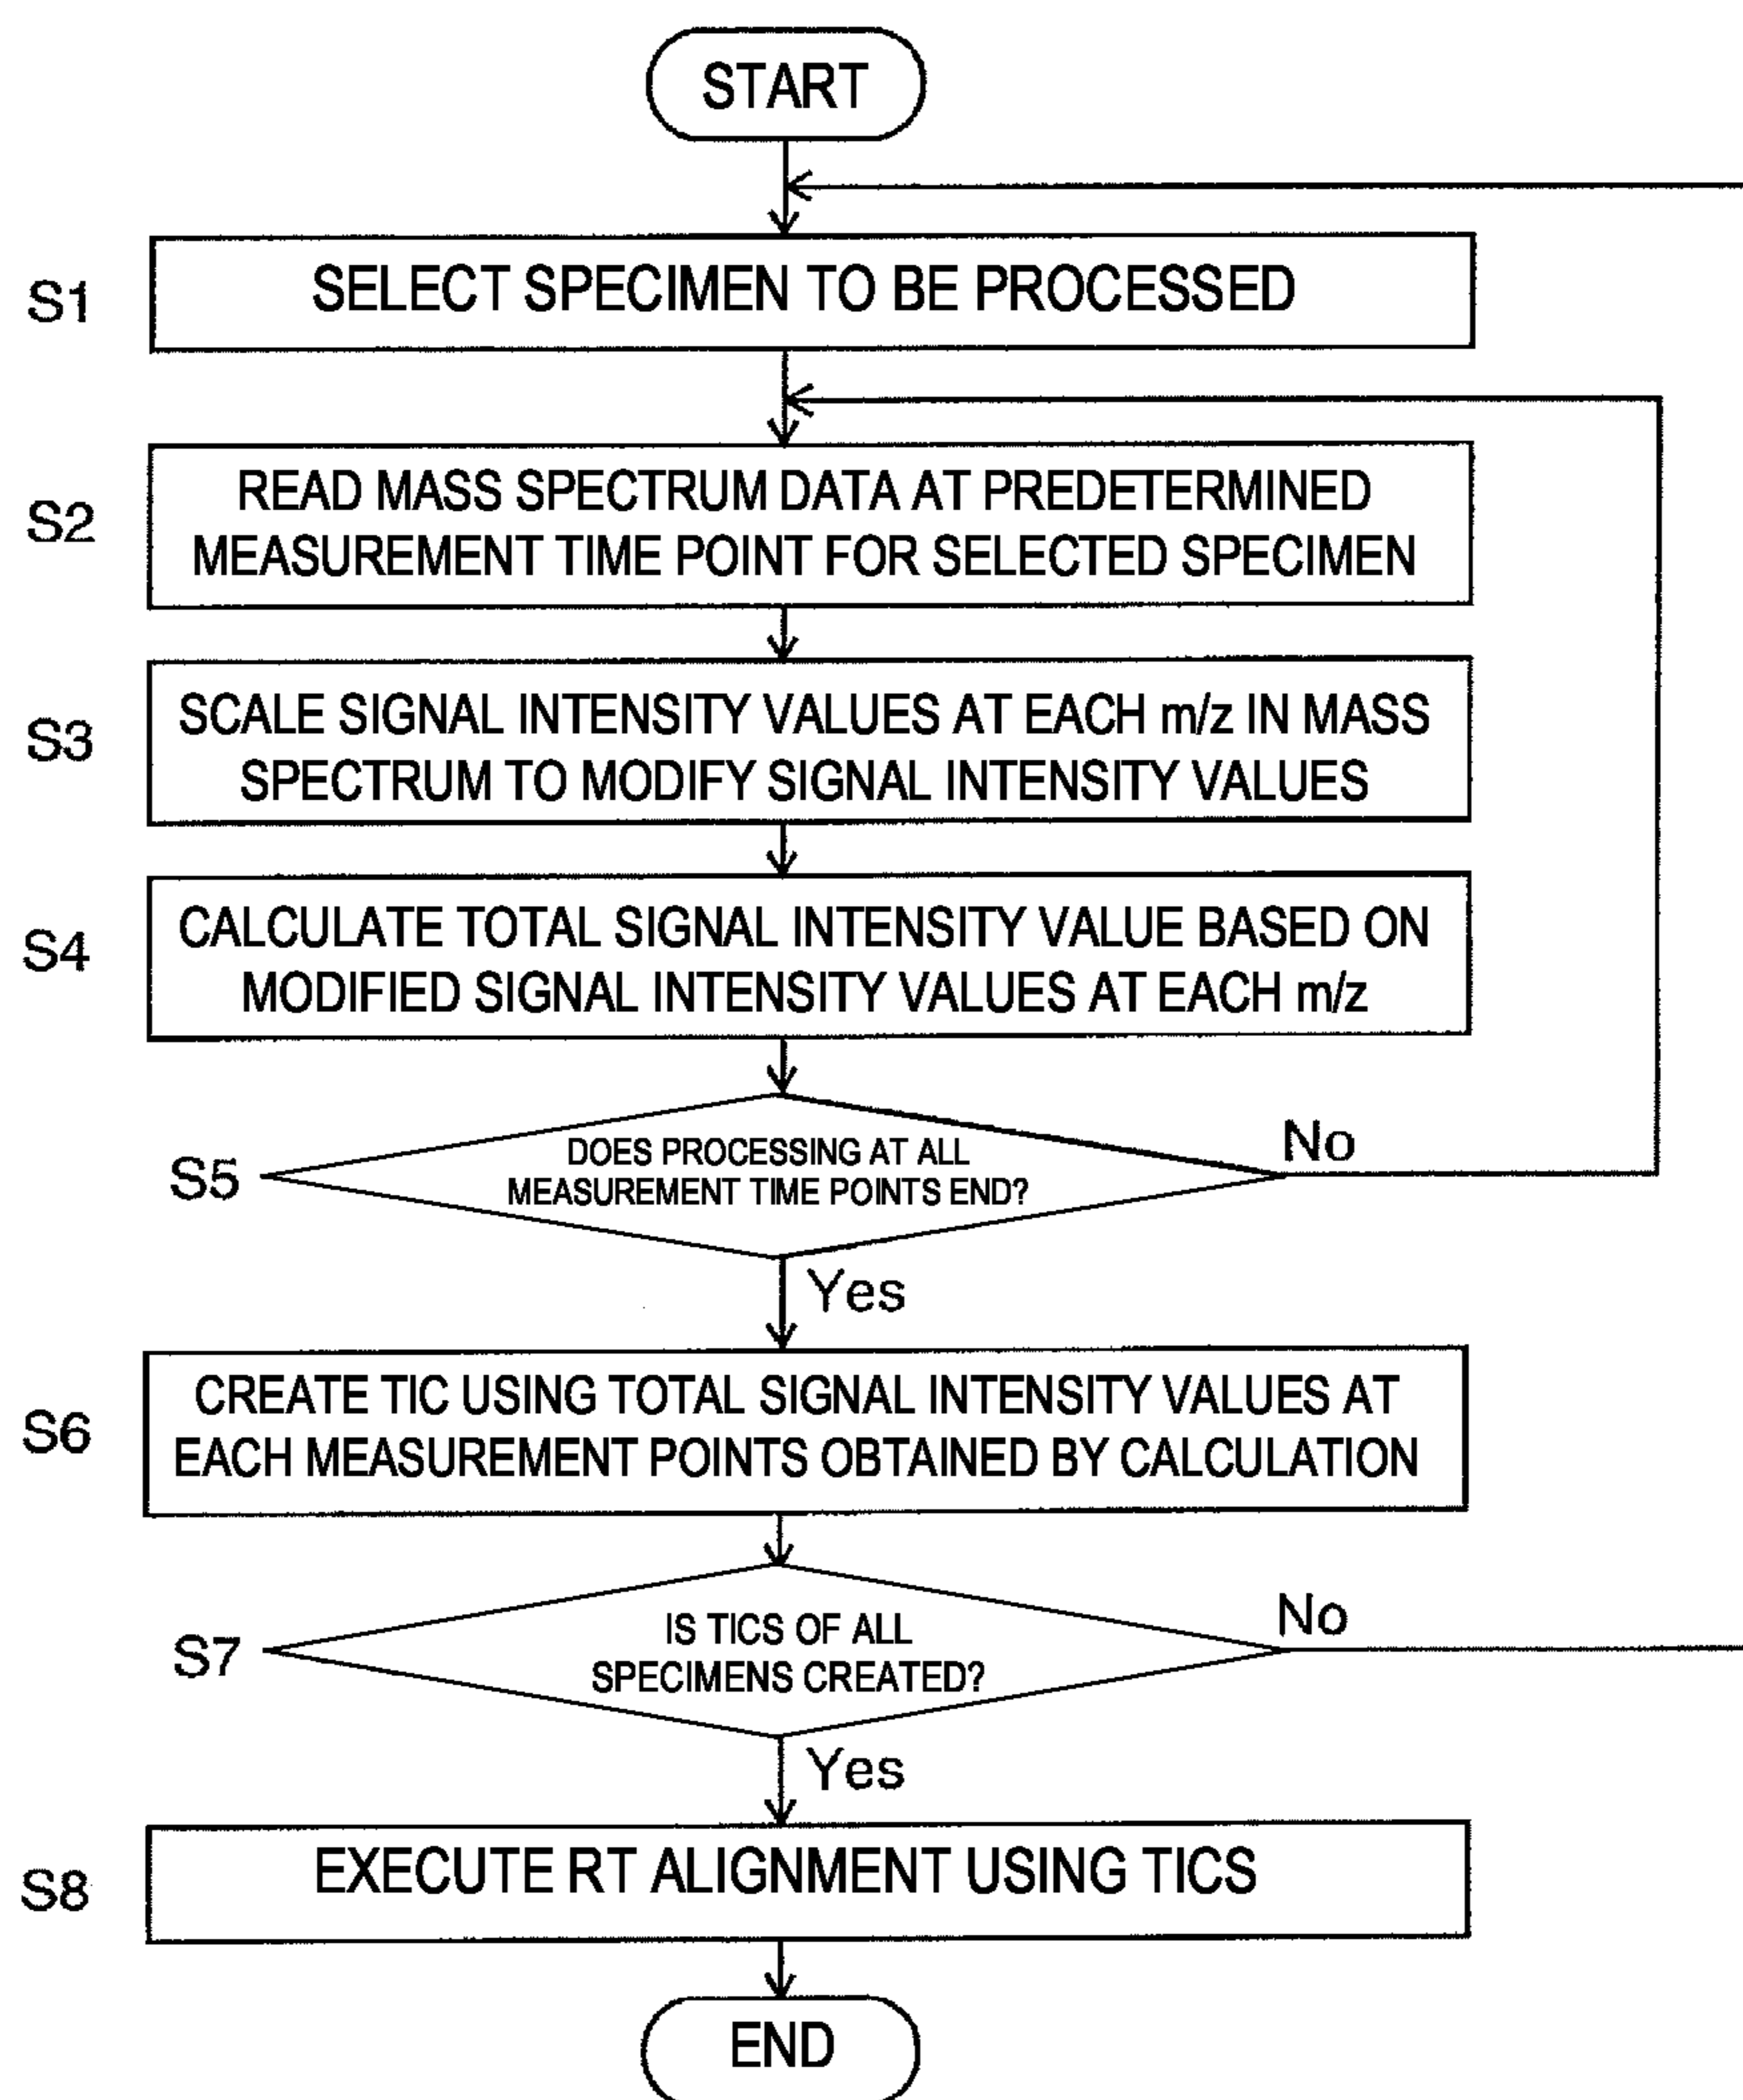 START
S1
SELECT SPECIMEN TO BE PROCESSED
S2
READ MASS SPECTRUM DATA AT PREDETERMINED
MEASUREMENT TIME POINT FOR SELECTED SPECIMEN
S3
SCALE SIGNAL INTENSITY VALUES AT EACH m/z IN MASS
SPECTRUM TO MODIFY SIGNAL INTENSITY VALUES
S4
CALCULATE TOTAL SIGNAL INTENSITY VALUE BASED ON
MODIFIED SIGNAL INTENSITY VALUES AT EACH m/z
S5
DOES PROCESSING AT ALL
MEASUREMENT TIME POINTS END?
No
Yes
S6
CREATE TIC USING TOTAL SIGNAL INTENSITY VALUES AT
EACH MEASUREMENT POINTS OBTAINED BY CALCULATION
S7
IS TICS OF ALL
SPECIMENS CREATED?
No
Yes
S8
EXECUTE RT ALIGNMENT USING TICS
END